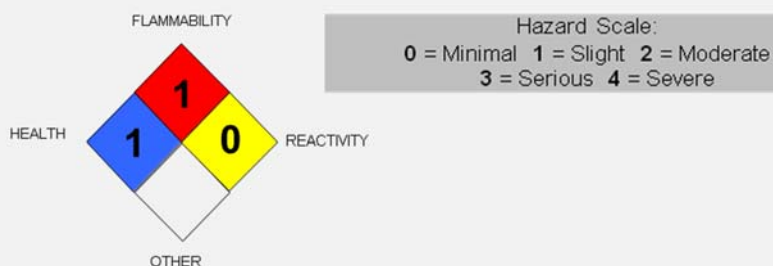 FLAMMABILITY
Hazard Scale:
0 = Minimal 1 = Slight 2 = Moderate
3 = Serious 4 = Severe
1
HEALTH
1
0
REACTIVITY
OTHER